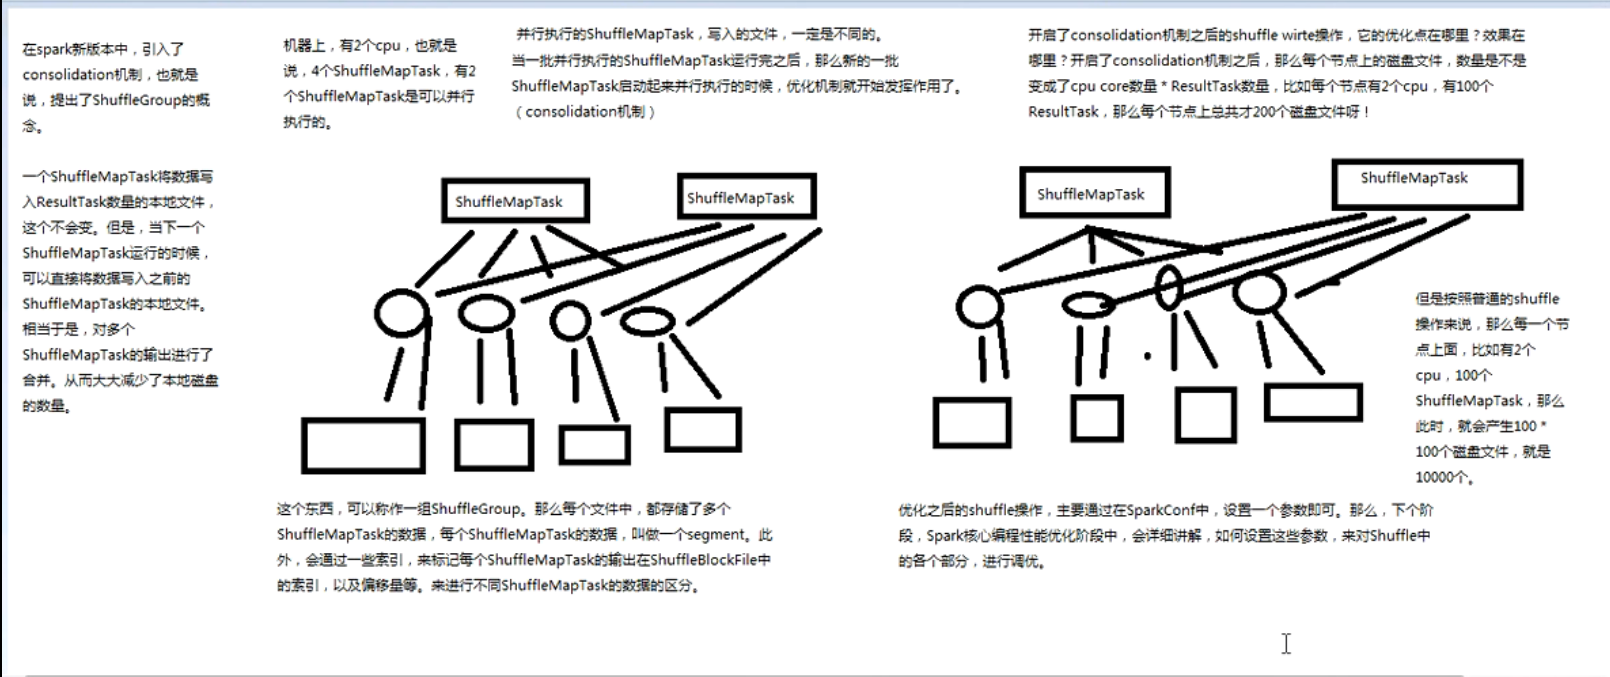 在spark新版本中，引入了
consolidation机制，也就是
说，提出了ShuffleGroup的概
念。
一个ShuffleMapTask将数据写
入ResultTask数量的本地文件，
这个不会变。但是，当下一个
ShuffleMapTask运行的时候，
可以直接将数据写入之前的
ShuffleMapTask的本地文件。
相当于是，对多个
ShuffleMapTask的输出进行了
合并。从而大大减少了本地磁盘
的数量。
机器上，有2个cpu，也就是
说，4个ShuffleMapTask，有2
个ShuffleMapTask是可以并行
执行的。
并行执行的ShuffleMapTask，写入的文件，一定是不同的。
当一批并行执行的ShuffleMapTask运行完之后，那么新的一批
ShuffleMapTask启动起来并行执行的时候，优化机制就开始发挥作用了。
（consolidation机制）
开启了consolidation机制之后的shuffle wirte操作，它的优化点在哪里？效果在
哪里？开启了consolidation机制之后，那么每个节点上的磁盘文件，数量是不是
变成了cpu core数量 * ResultTask数量，比如每个节点有2个cpu，有100个
ResultTask，那么每个节点上总共才200个磁盘文件呀！
ShuffleMapTask
ShuffleMapTask
ShuffleMapTask
ShuffleMapTask
但是按照普通的shuffle
操作来说，那么每一个节
点上面，比如有2个
cpu，100个
ShuffleMapTask，那么
此时，就会产生100 *
100个磁盘文件，就是
10000个。
这个东西，可以称作一组ShuffleGroup。那么每个文件中，都存储了多个
ShuffleMapTask的数据，每个ShuffleMapTask的数据，叫做一个segment。此
外，会通过一些索引，来标记每个ShuffleMapTask的输出在ShuffleBlockFile中
的索引，以及偏移量等。来进行不同ShuffleMapTask的数据的区分。
优化之后的shuffle操作，主要通过在SparkConf中，设置一个参数即可。那么，下个阶
段，Spark核心编程性能优化阶段中，会详细讲解，如何设置这些参数，来对Shuffle中
的各个部分，进行调优。